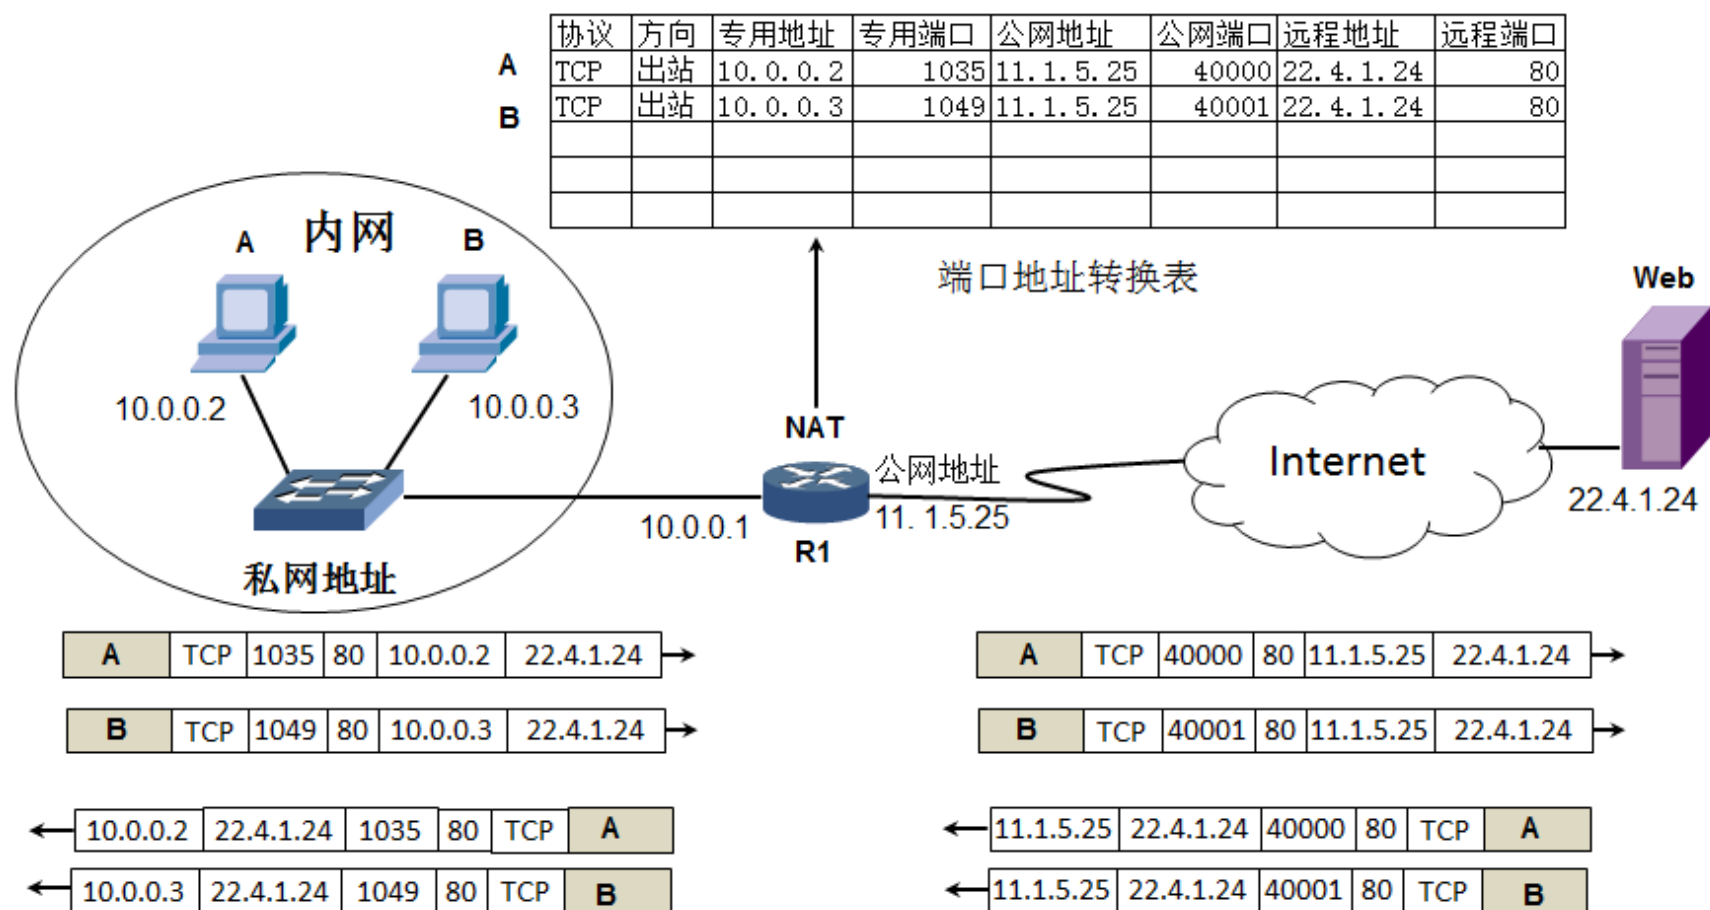 协议 方向 专用地址 专用端口 公网地址 公网端口 远程地址 远程端口
A TCP 出站 10.0.0.2 1035 11.1.5.25 40000 22.4.1.24 80
B TCP 出站 10.0.0.3 1049 11.1.5.25 40001 22.4.1.24 80
端口地址转换表
内网
A
B
10.0.0.2
10.0.0.3
私网地址
10.0.0.1
NAT
R1
公网地址
11. 1.5.25
Internet
Web
22.4.1.24
A TCP 1035 80 10.0.0.2 22.4.1.24
B TCP 1049 80 10.0.0.3 22.4.1.24
10.0.0.2 22.4.1.24 1035 80 TCP A
10.0.0.3 22.4.1.24 1049 80 TCP B
A TCP 40000 80 11.1.5.25 22.4.1.24
B TCP 40001 80 11.1.5.25 22.4.1.24
11.1.5.25 22.4.1.24 40000 80 TCP A
11.1.5.25 22.4.1.24 40001 80 TCP B